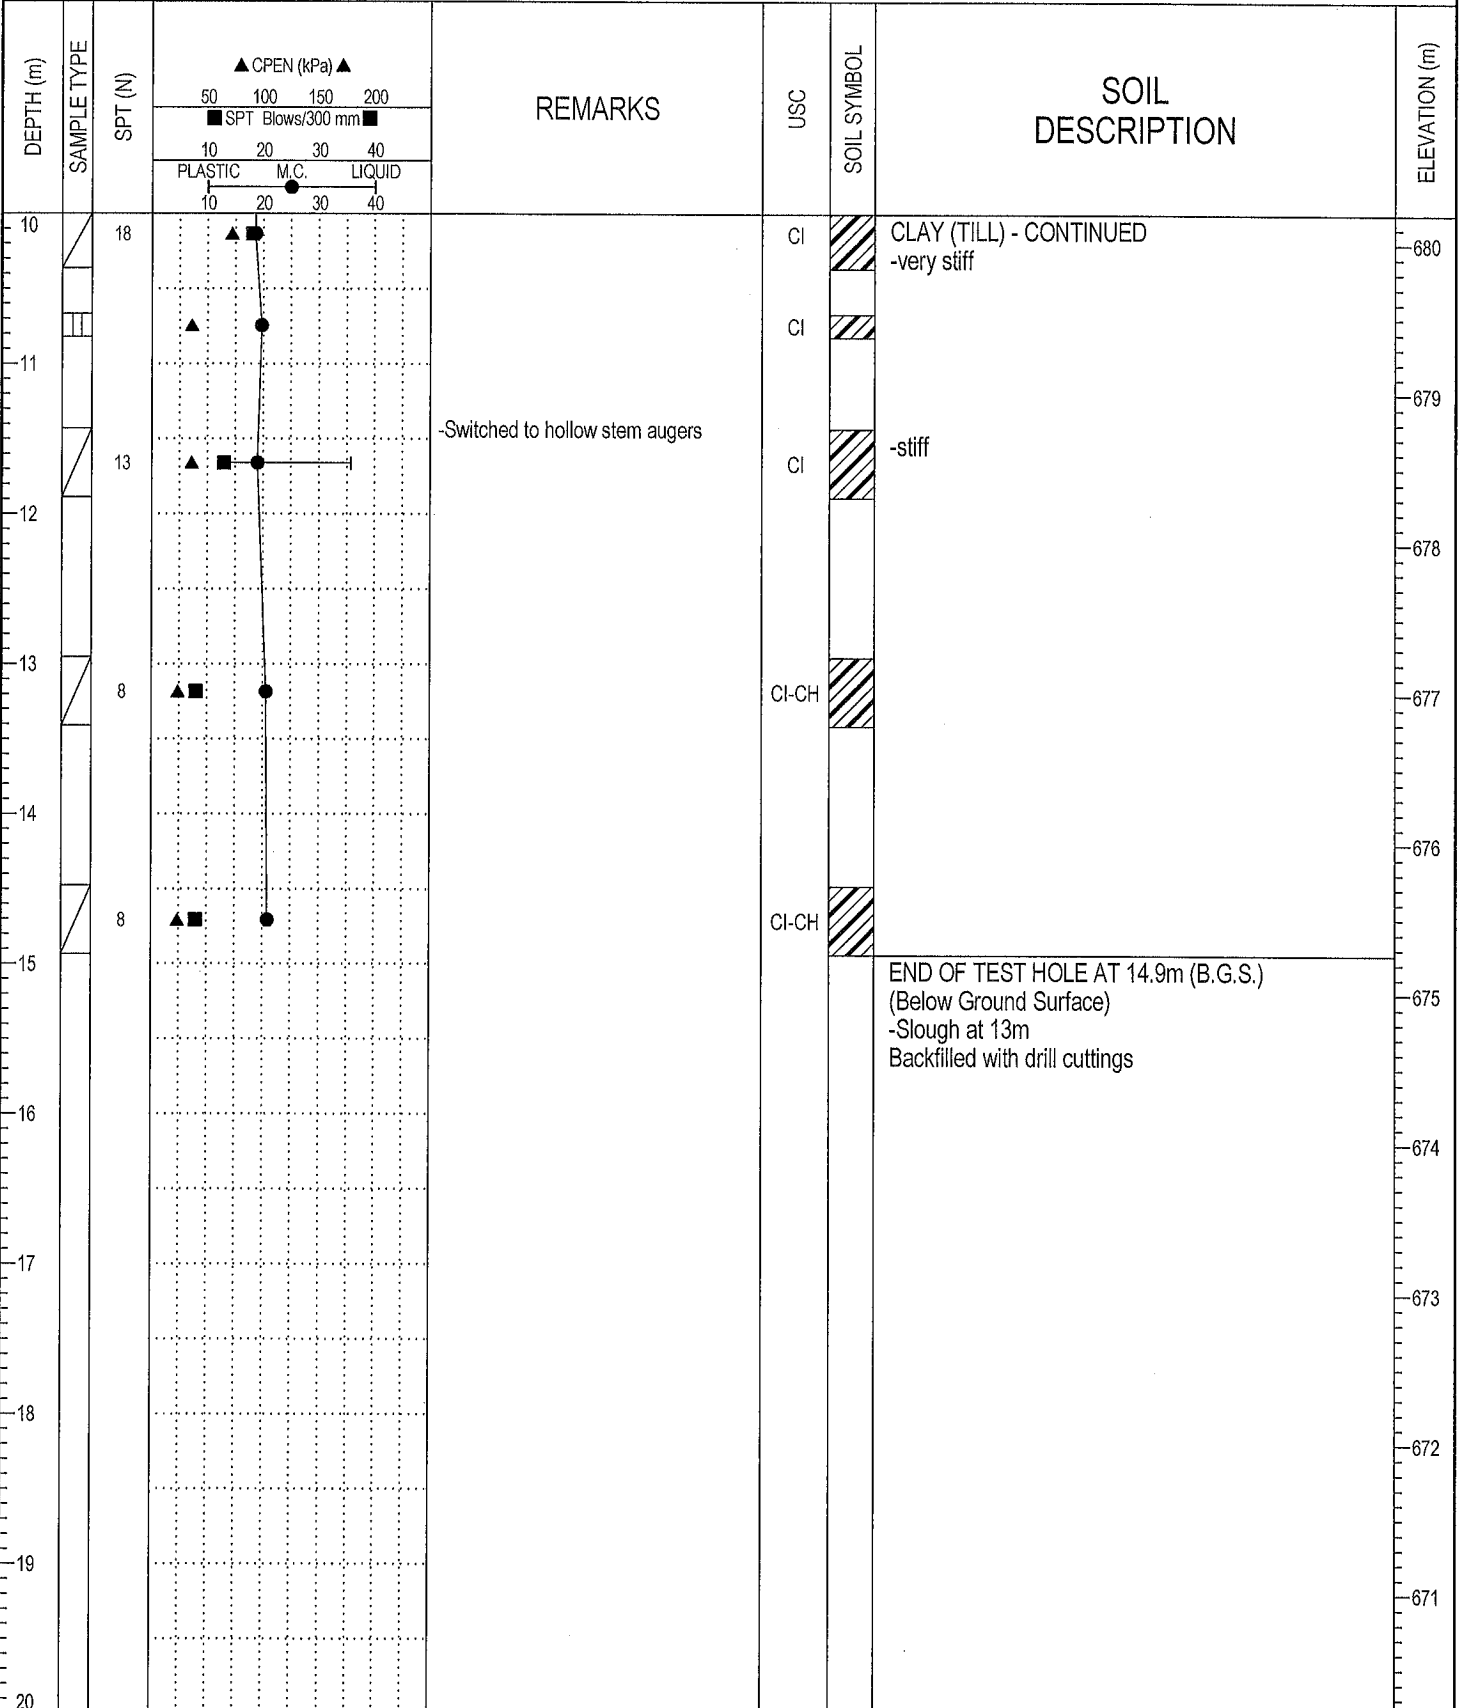 DEPTH (m)
SAMPLE TYPE
SPT (N)
▲ CPEN (kPa) ▲
50 100 150 200
■ SPT Blows/300 mm ■
10 20 30 40
PLASTIC M.C. LIQUID
10 20 30 40
REMARKS
USC
SOIL SYMBOL
SOIL
DESCRIPTION
ELEVATION (m)
10
18
CI
CLAY (TILL) - CONTINUED
680
-very stiff
CI
11
679
-Switched to hollow stem augers
-stiff
13
CI
12
678
13
8
CI-CH
677
14
676
8
CI-CH
15
END OF TEST HOLE AT 14.9m (B.G.S.)
675
(Below Ground Surface)
-Slough at 13m
Backfilled with drill cuttings
16
674
17
673
18
672
19
671
20